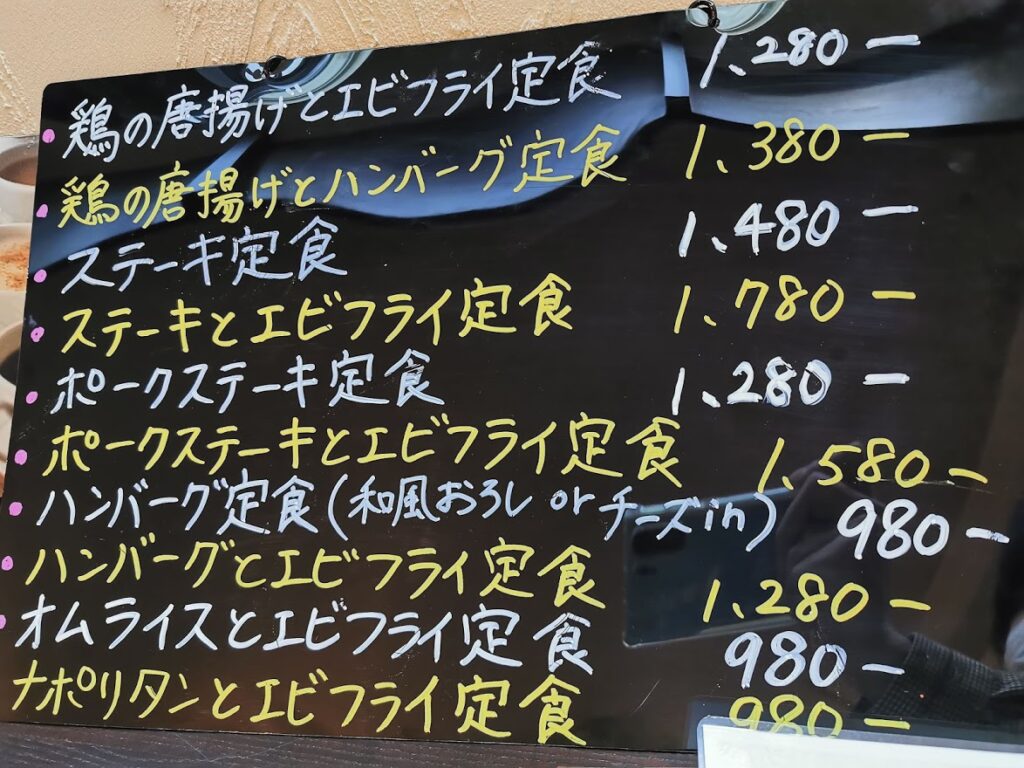 ・鶏の唐揚げとエビフライ定食 1,280ー
・鶏の唐揚げとハンバーグ定食 1,380ー
・ステーキ定食 1,480ー
・ステーキとエビフライ定食 1,780ー
・ポークステーキ定食 1,280ー
・ポークステーキとエビフライ定食 1,580ー
・ハンバーグ定食(和風おろし or チーズin) 980ー
・ハンバーグとエビフライ定食 1,280ー
・オムライスとエビフライ定食 980ー
ナポリタンとエビフライ定食 980ー